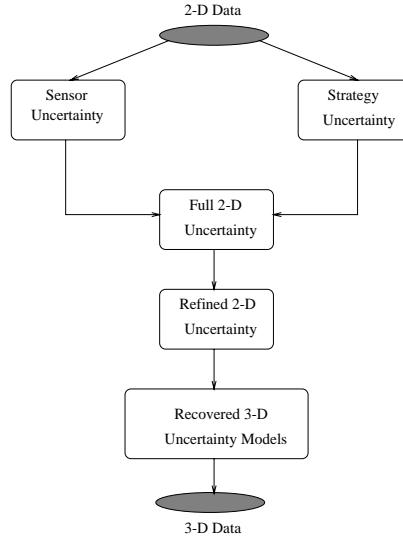 2-D Data
Sensor
Uncertainty
Strategy
Uncertainty
Full 2-D
Uncertainty
Refined 2-D
Uncertainty
Recovered 3-D
Uncertainty Models
3-D Data